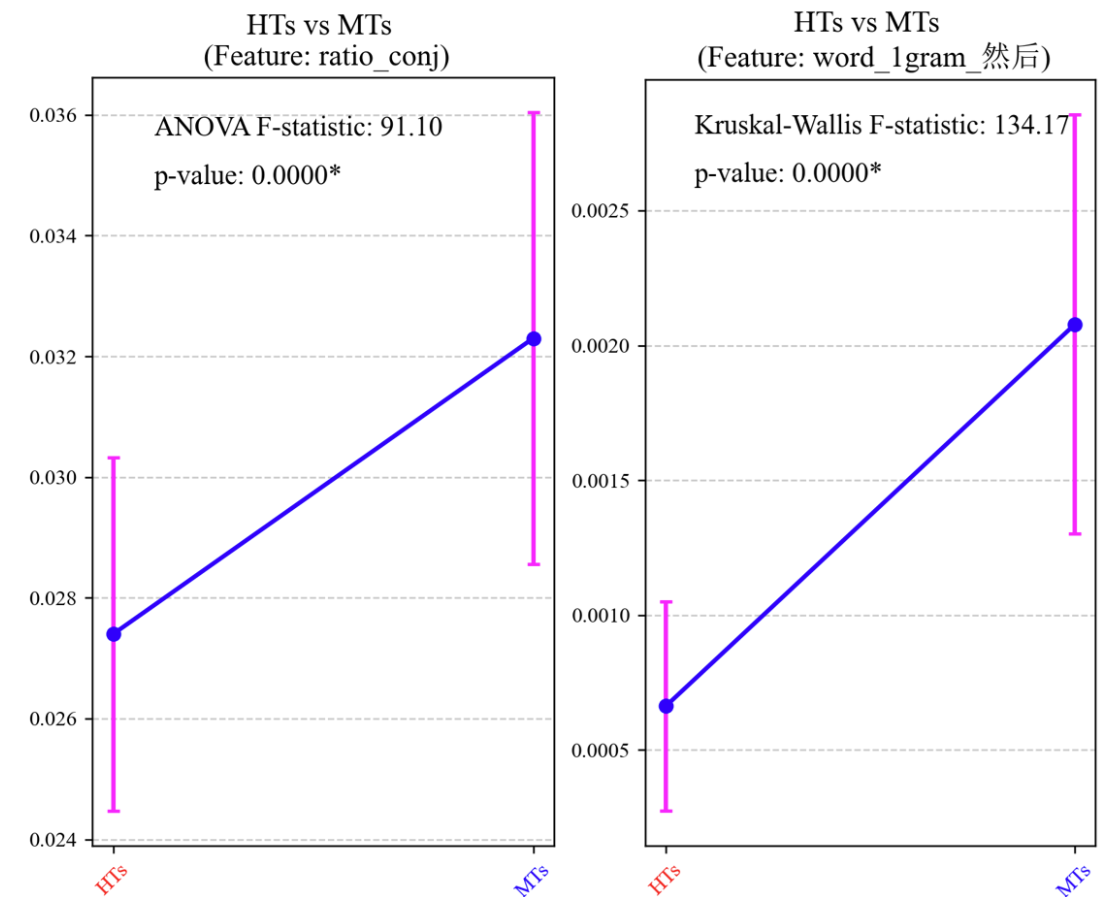 HTs vs MTs
(Feature: ratio_conj)
ANOVA F-statistic: 91.10
p-value: 0.0000*
0.036
0.034
0.032
0.030
0.028
0.026
0.024
HTs
MTs
HTs vs MTs
(Feature: word_1gram_然后)
Kruskal-Wallis F-statistic: 134.17
p-value: 0.0000*
0.0025
0.0020
0.0015
0.0010
0.0005
HTs
MTs